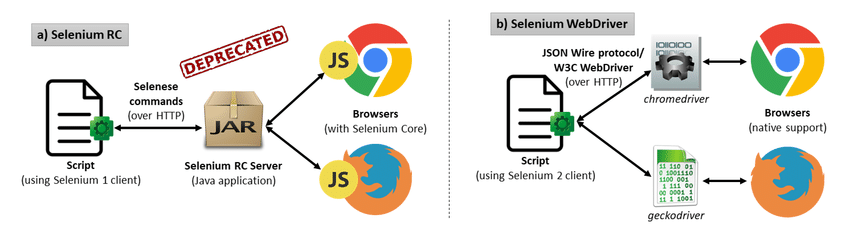 a) Selenium RC
DEPRECATED
Selenese
commands
(over HTTP)
JAR
JS
JS
Script
(using Selenium 1 client)
Selenium RC Server
(Java application)
Browsers
(with Selenium Core)
b) Selenium WebDriver
JSON Wire protocol/
W3C WebDriver
(over HTTP)
chromedriver
Script
(using Selenium 2 client)
geckodriver
Browsers
(native support)